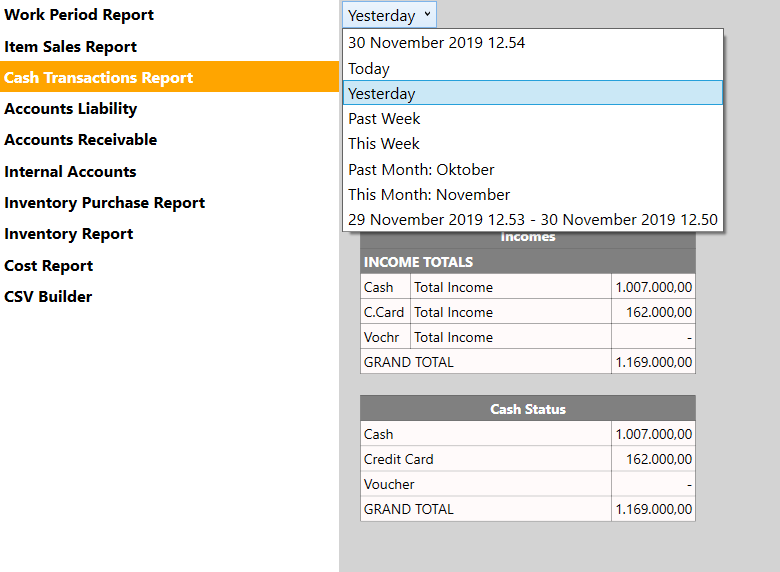 Work Period Report
Item Sales Report
Cash Transactions Report
Accounts Liability
Accounts Receivable
Internal Accounts
Inventory Purchase Report
Inventory Report
Cost Report
CSV Builder
Yesterday
30 November 2019 12.54
Today
Yesterday
Past Week
This Week
Past Month: Oktober
This Month: November
29 November 2019 12.53 - 30 November 2019 12.50
Incomes
INCOME TOTALS
Cash Total Income 1.007.000,00
C.Card Total Income 162.000,00
Vochr Total Income -
GRAND TOTAL 1.169.000,00
Cash Status
Cash 1.007.000,00
Credit Card 162.000,00
Voucher -
GRAND TOTAL 1.169.000,00